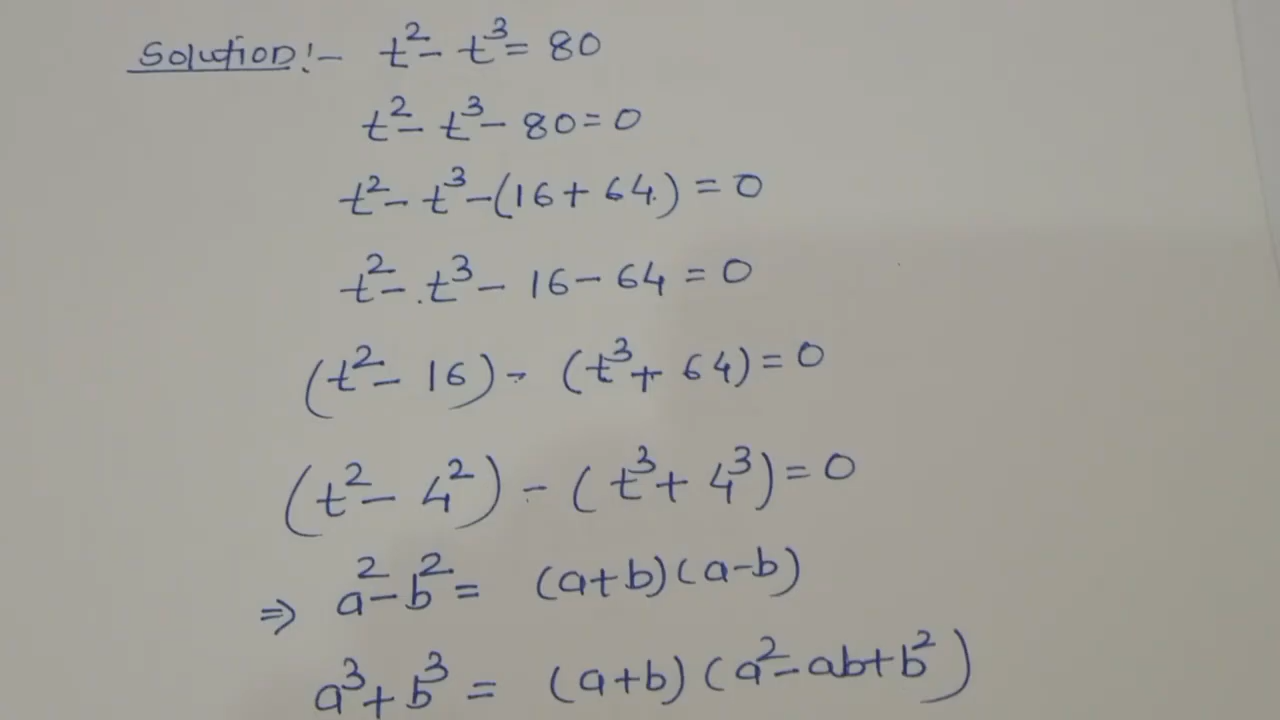 Solution!- t²- t³= 80
t²- t³- 80=0
t²- t³-(16+64) = 0
t²- t³- 16-64 = 0
(t²- 16) - (t³+ 64)=0
(t²- 4²) - (t³+ 4³)=0
⇒ a²-b²= (a+b)(a-b)
a³+b³ = (a+b)(a²-ab+b²)